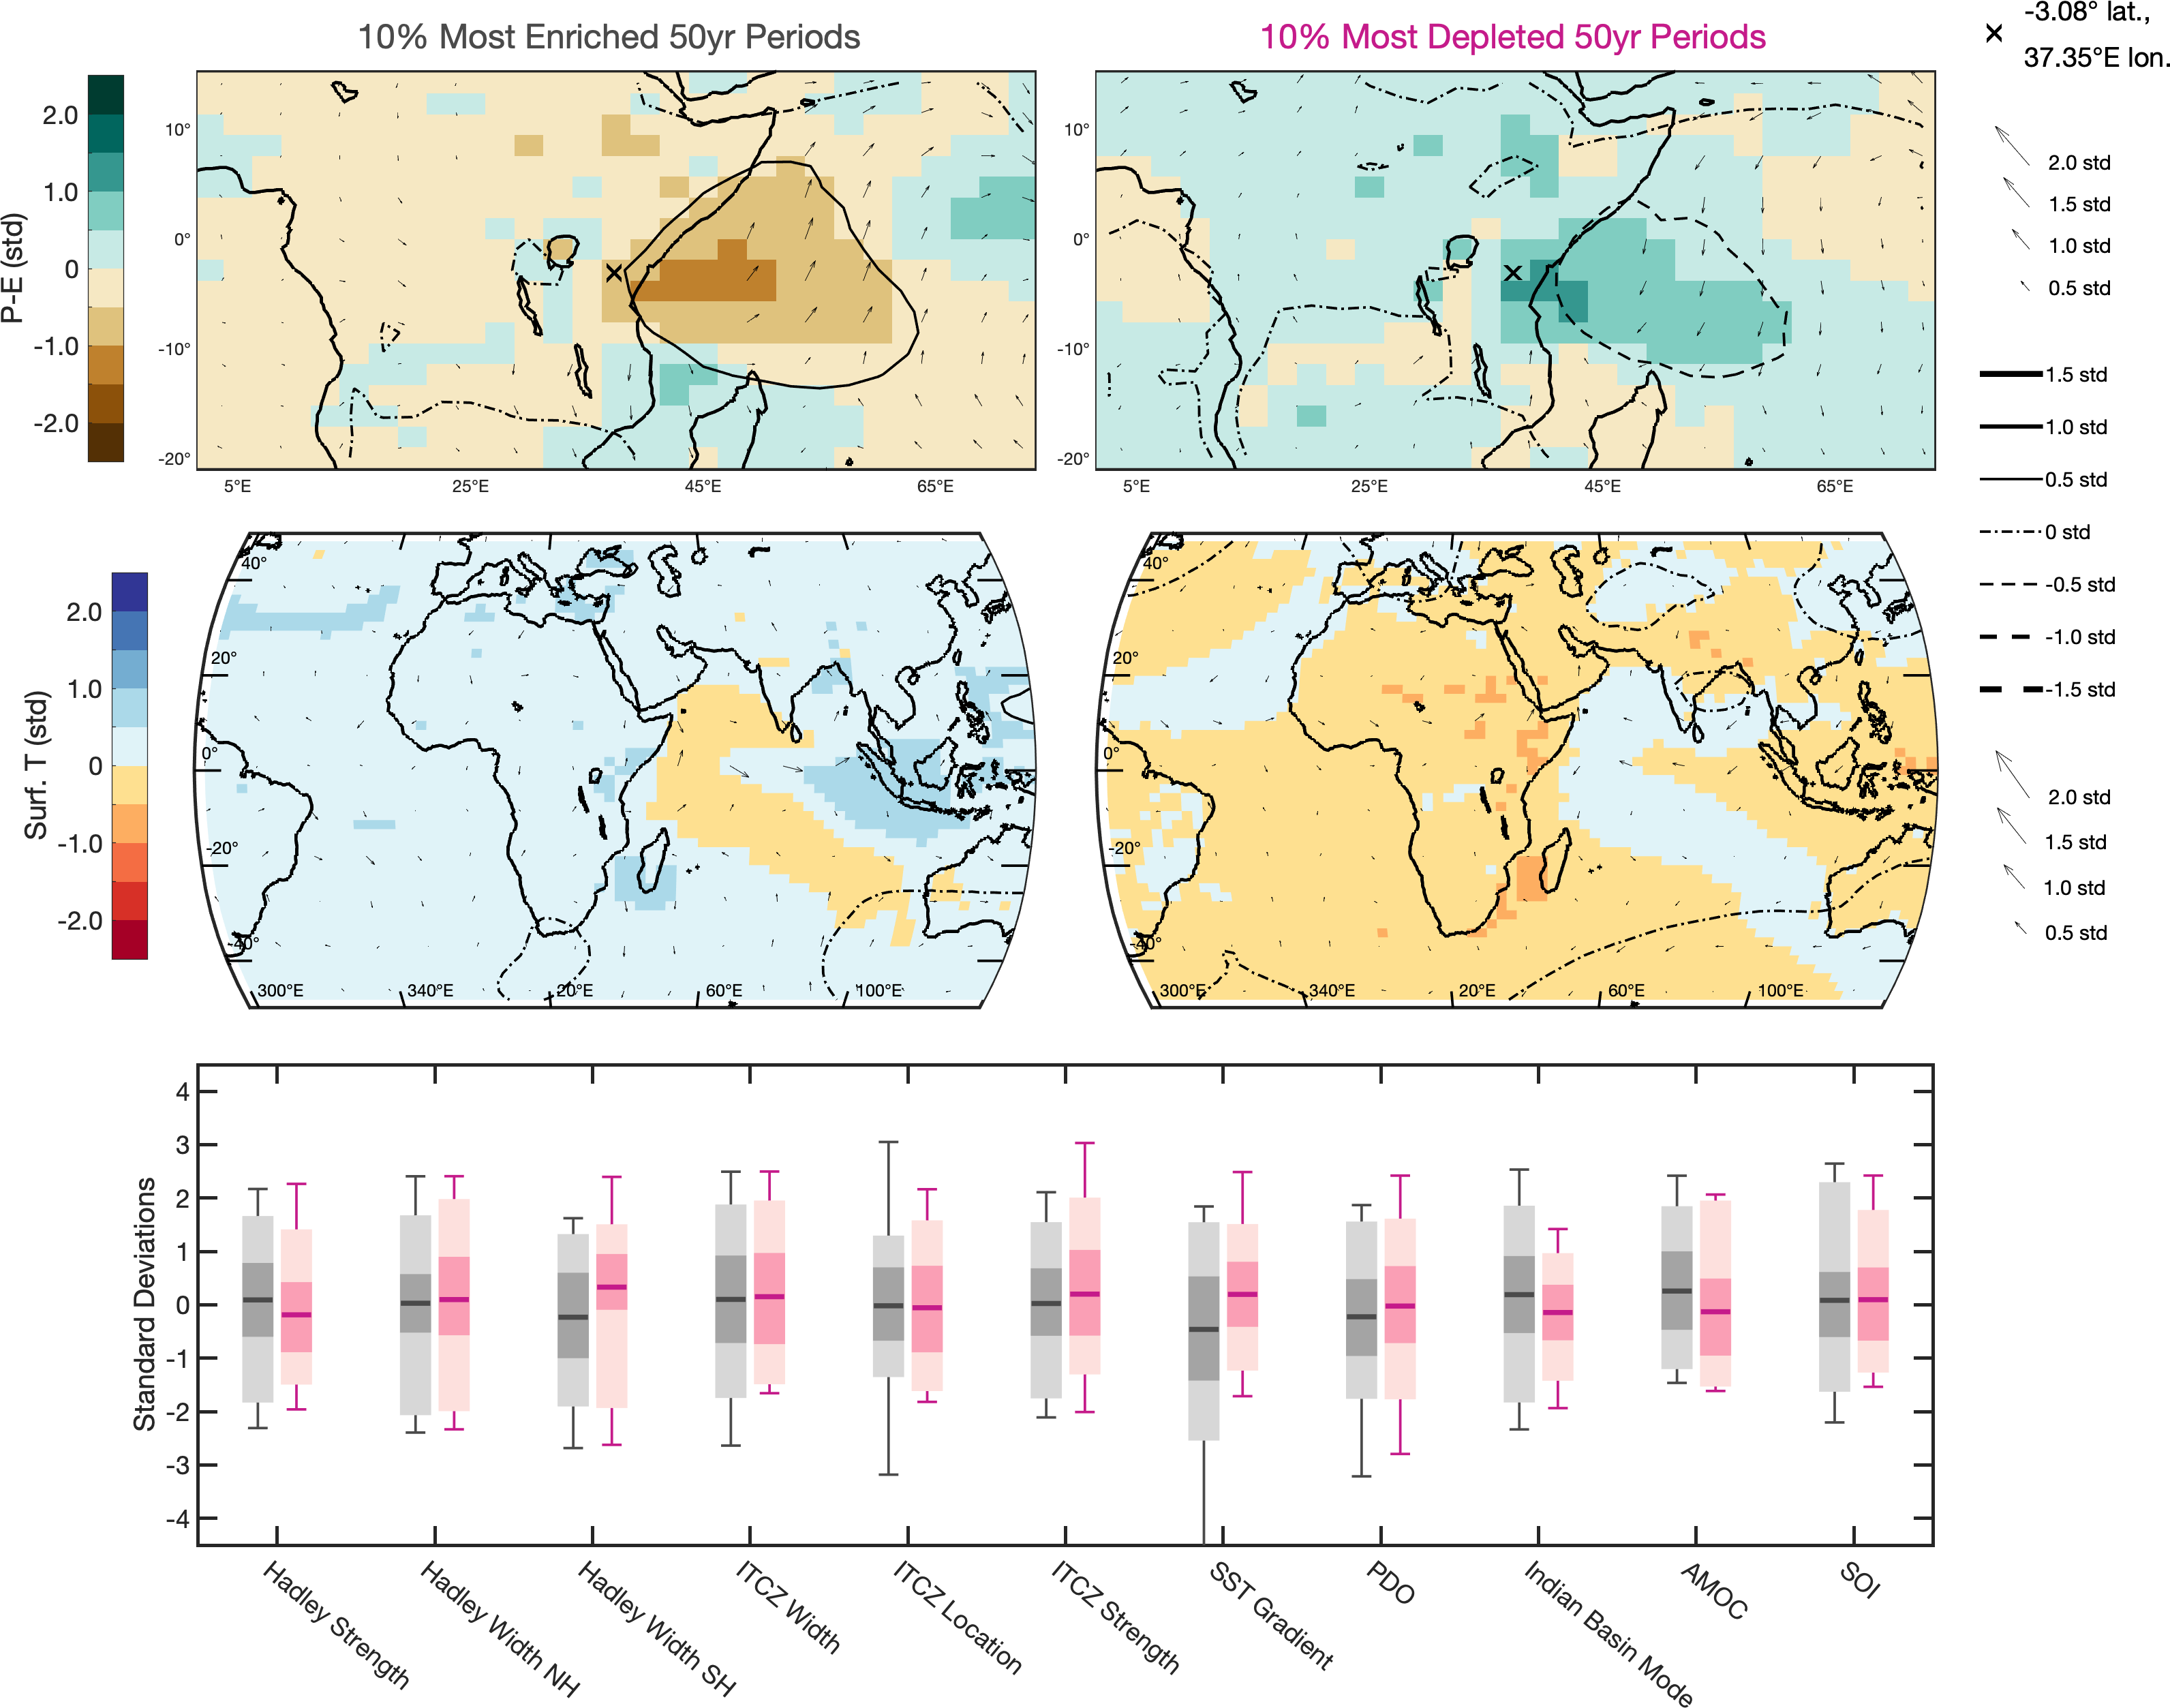 10% Most Enriched 50yr Periods
10% Most Depleted 50yr Periods
-3.08° lat.,
37.35°E lon.
P-E (std)
2.0
1.0
0
-1.0
-2.0
10°
0°
-10°
-20°
5°E
25°E
45°E
65°E
10°
0°
-10°
-20°
5°E
25°E
45°E
65°E
2.0 std
1.5 std
1.0 std
0.5 std
1.5 std
1.0 std
0.5 std
0 std
-0.5 std
-1.0 std
-1.5 std
Surf. T (std)
2.0
1.0
0
-1.0
-2.0
40°
20°
0°
-20°
-40°
300°E
340°E
20°E
60°E
100°E
40°
20°
0°
-20°
-40°
300°E
340°E
20°E
60°E
100°E
2.0 std
1.5 std
1.0 std
0.5 std
Standard Deviations
4
3
2
1
0
-1
-2
-3
-4
Hadley Strength
Hadley Width NH
Hadley Width SH
ITCZ Width
ITCZ Location
ITCZ Strength
SST Gradient
PDO
Indian Basin Mode
AMOC
SOI